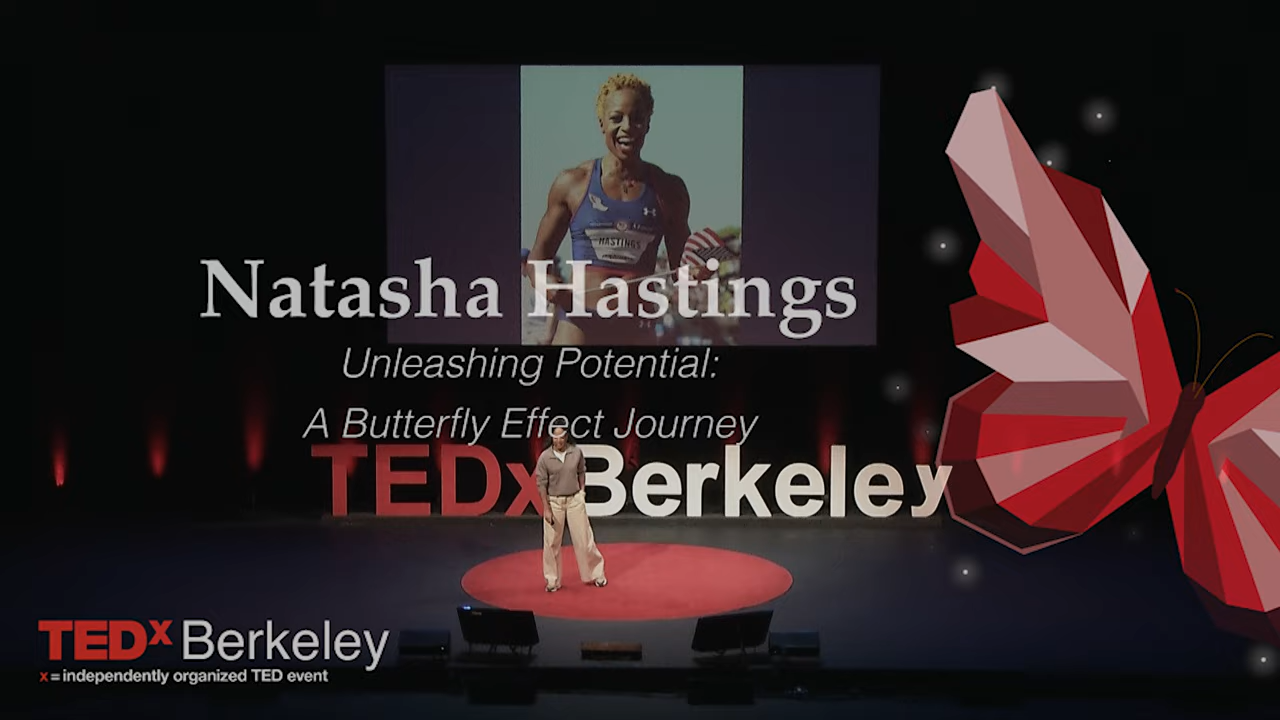 HASTINGS
Natasha Hastings
Unleashing Potential:
A Butterfly Effect Journey
TEDxBerkeley
TEDx Berkeley
x = independently organized TED event